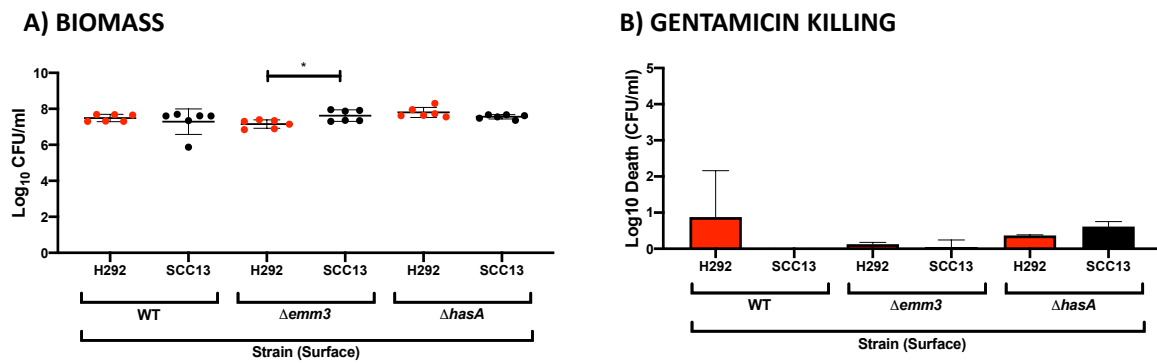 A) BIOMASS
Log10 CFU/ml
10
8
6
4
2
0
*
H292 SCC13 H292 SCC13 H292 SCC13
WT Δemm3 ΔhasA
Strain (Surface)
B) GENTAMICIN KILLING
Log10 Death (CFU/ml)
5
4
3
2
1
0
H292 SCC13 H292 SCC13 H292 SCC13
WT Δemm3 ΔhasA
Strain (Surface)